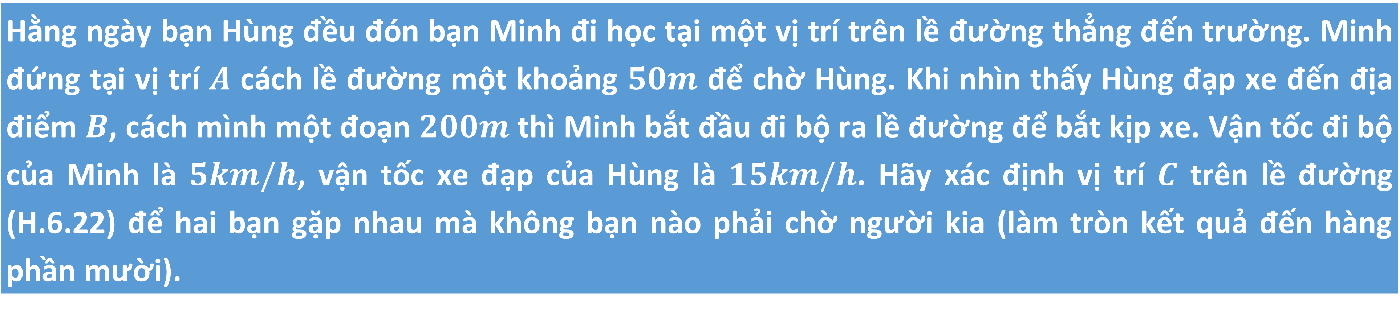 Hằng ngày bạn Hùng đều đón bạn Minh đi học tại một vị trí trên lề đường thẳng đến trường. Minh
đứng tại vị trí A cách lề đường một khoảng 50m để chờ Hùng. Khi nhìn thấy Hùng đạp xe đến địa
điểm B, cách mình một đoạn 200m thì Minh bắt đầu đi bộ ra lề đường để bắt kịp xe. Vận tốc đi bộ
của Minh là 5km/h, vận tốc xe đạp của Hùng là 15km/h. Hãy xác định vị trí C trên lề đường
(H.6.22) để hai bạn gặp nhau mà không bạn nào phải chờ người kia (làm tròn kết quả đến hàng
phần mười).